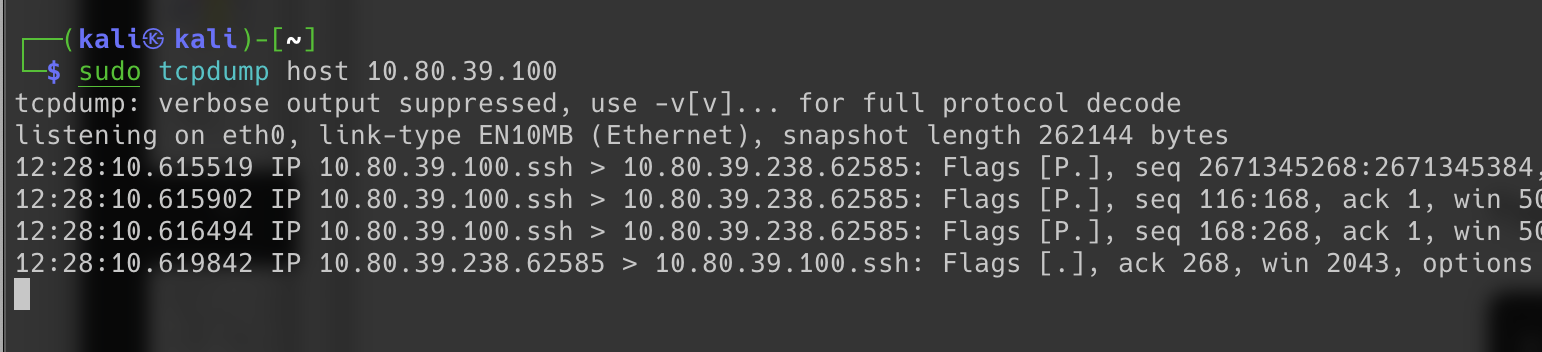 ┌──(kali㉿kali)-[~]
└─$ sudo tcpdump host 10.80.39.100
tcpdump: verbose output suppressed, use -v[v]... for full protocol decode
listening on eth0, link-type EN10MB (Ethernet), snapshot length 262144 bytes
12:28:10.615519 IP 10.80.39.100.ssh > 10.80.39.238.62585: Flags [P.], seq 2671345268:2671345384,
12:28:10.615902 IP 10.80.39.100.ssh > 10.80.39.238.62585: Flags [P.], seq 116:168, ack 1, win
12:28:10.616494 IP 10.80.39.100.ssh > 10.80.39.238.62585: Flags [P.], seq 168:268, ack 1, win
12:28:10.619842 IP 10.80.39.238.62585 > 10.80.39.100.ssh: Flags [.], ack 268, win 2043, options